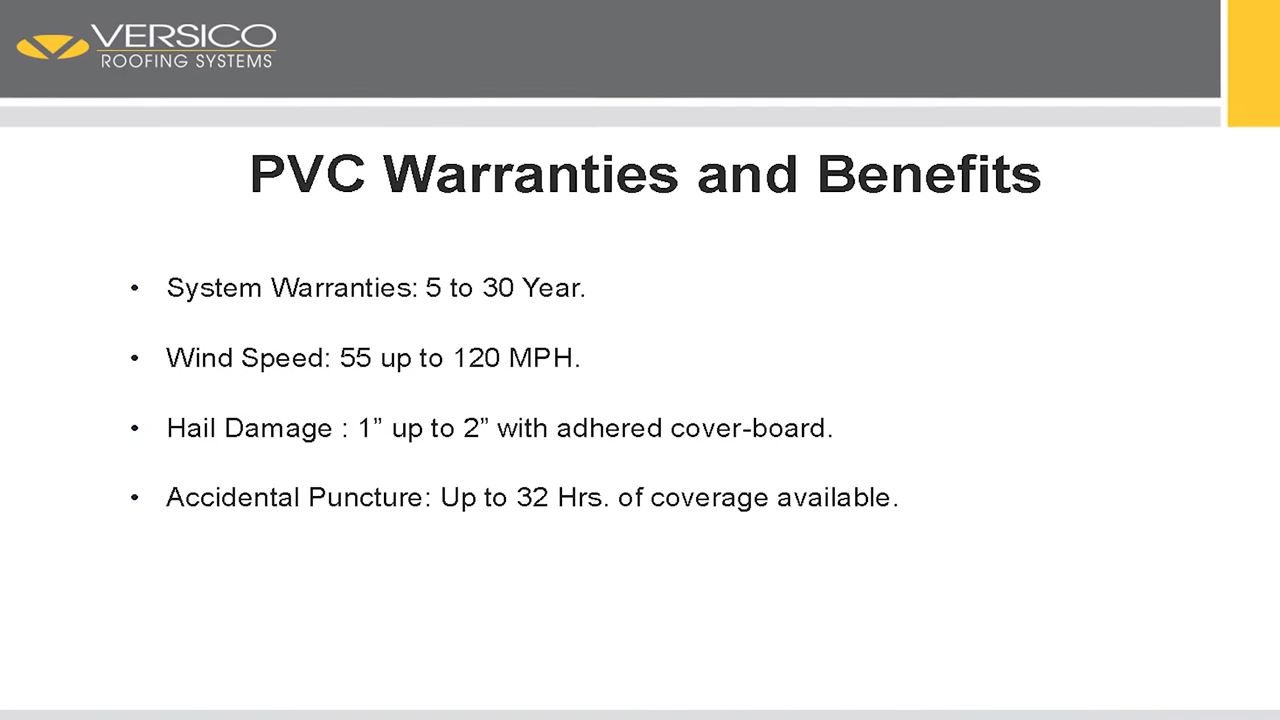 VERSICO
ROOFING SYSTEMS
PVC Warranties and Benefits
• System Warranties: 5 to 30 Year.
• Wind Speed: 55 up to 120 MPH.
• Hail Damage : 1” up to 2” with adhered cover-board.
• Accidental Puncture: Up to 32 Hrs. of coverage available.